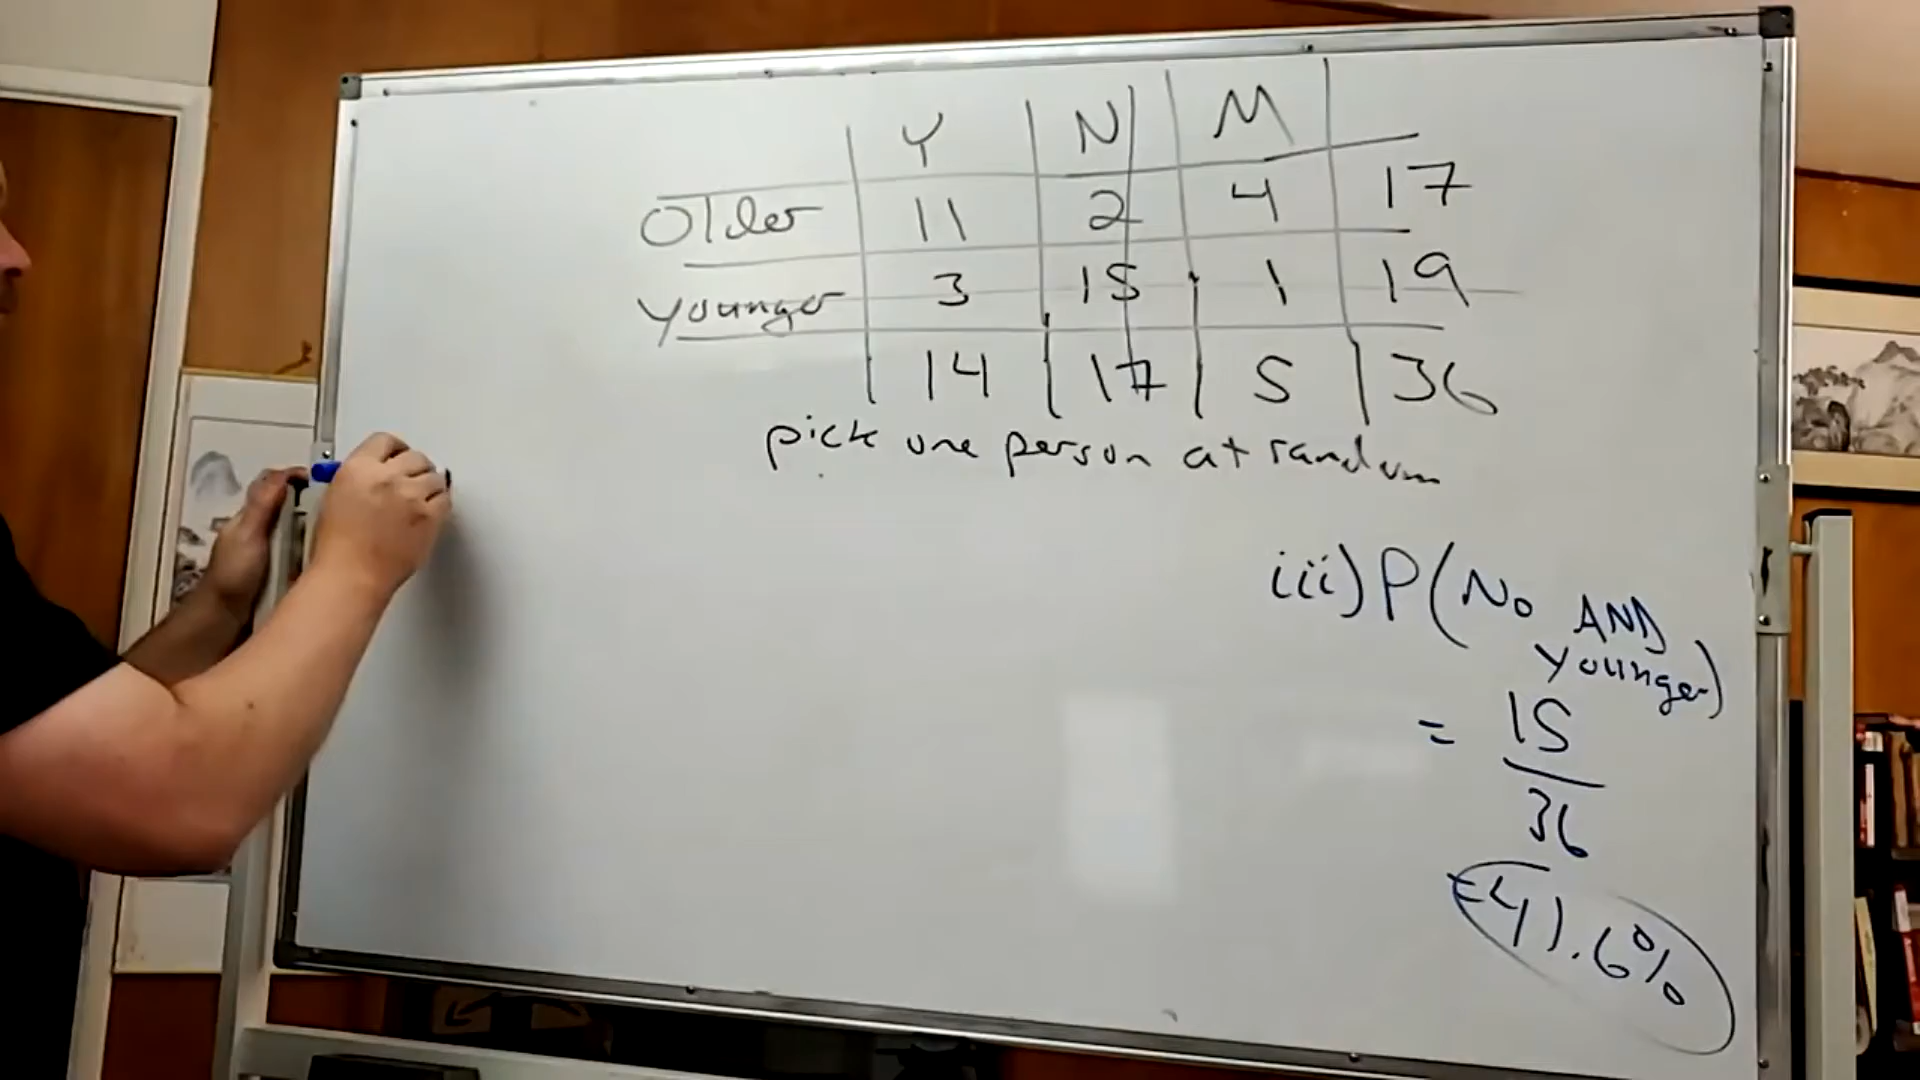 Y N M
Older 11 2 4 17
younger 3 15 1 19
14 17 5 36
pick one person at random
iii) P(No AND
younger)
= 15
36
=41.6%